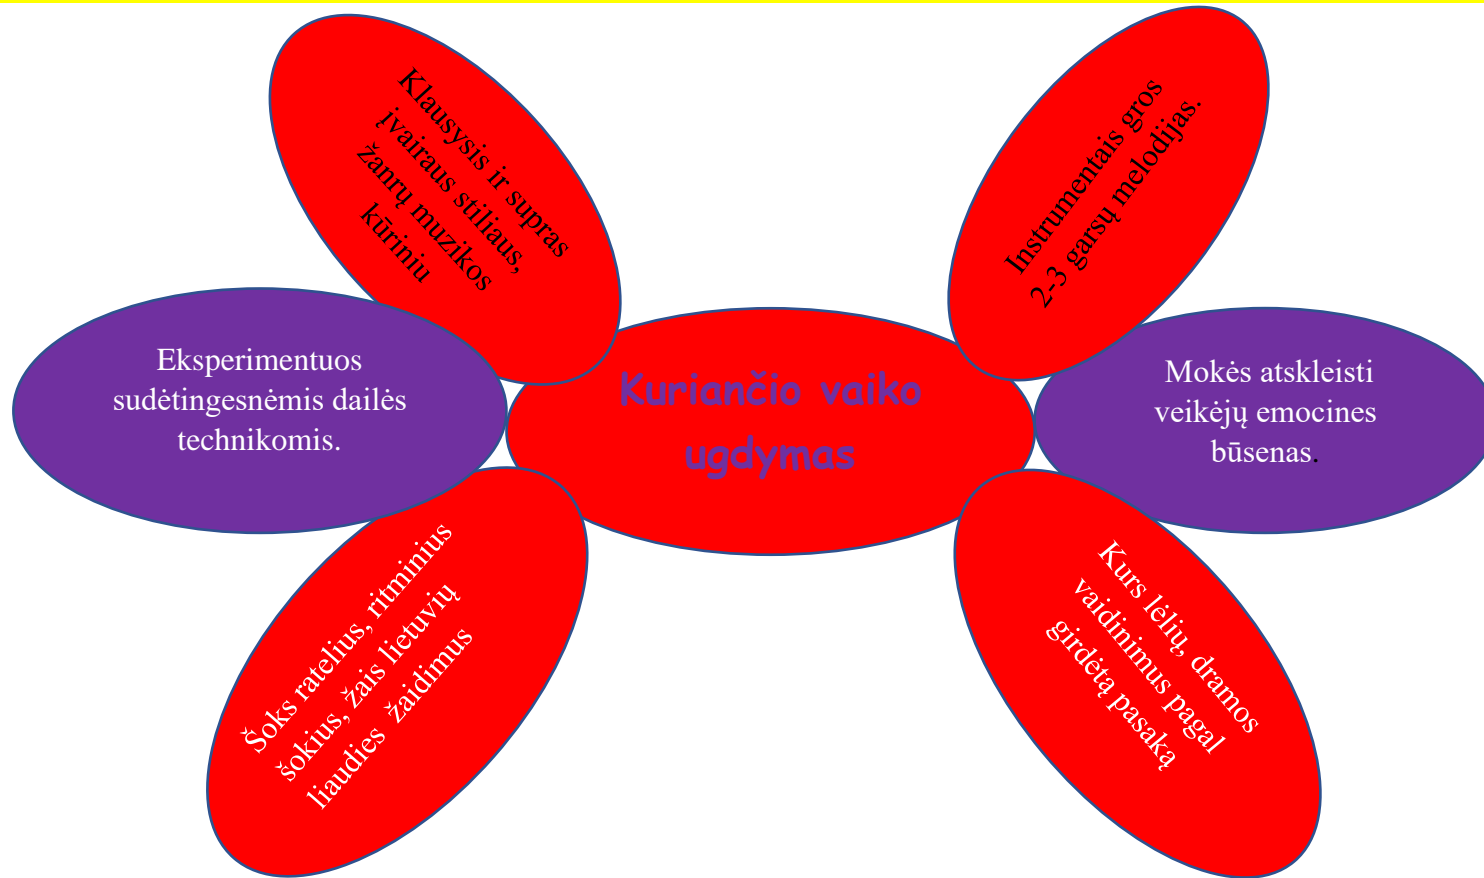 Klausysis ir supras
įvairaus stiliaus,
žanrų muzikos
kūriniu
Instrumentais gros
2-3 garsų melodijas.
Eksperimentuos
sudėtingesnėmis dailės
technikomis.
Kuriančio vaiko
ugdymas
Mokės atskleisti
veikėjų emocines
būsenas.
Šoks ratelius, ritminius
šokius, žais lietuvių
liaudies žaidimus
Kurs lėlių, dramos
vaidinimus pagal
girdėtą pasaką